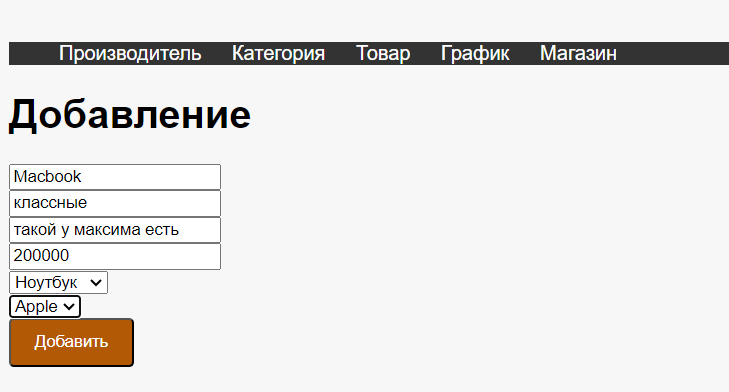 Производитель Категория Товар График Магазин
Добавление
Macbook
классные
такой у максима есть
200000
Ноутбук
Apple
Добавить